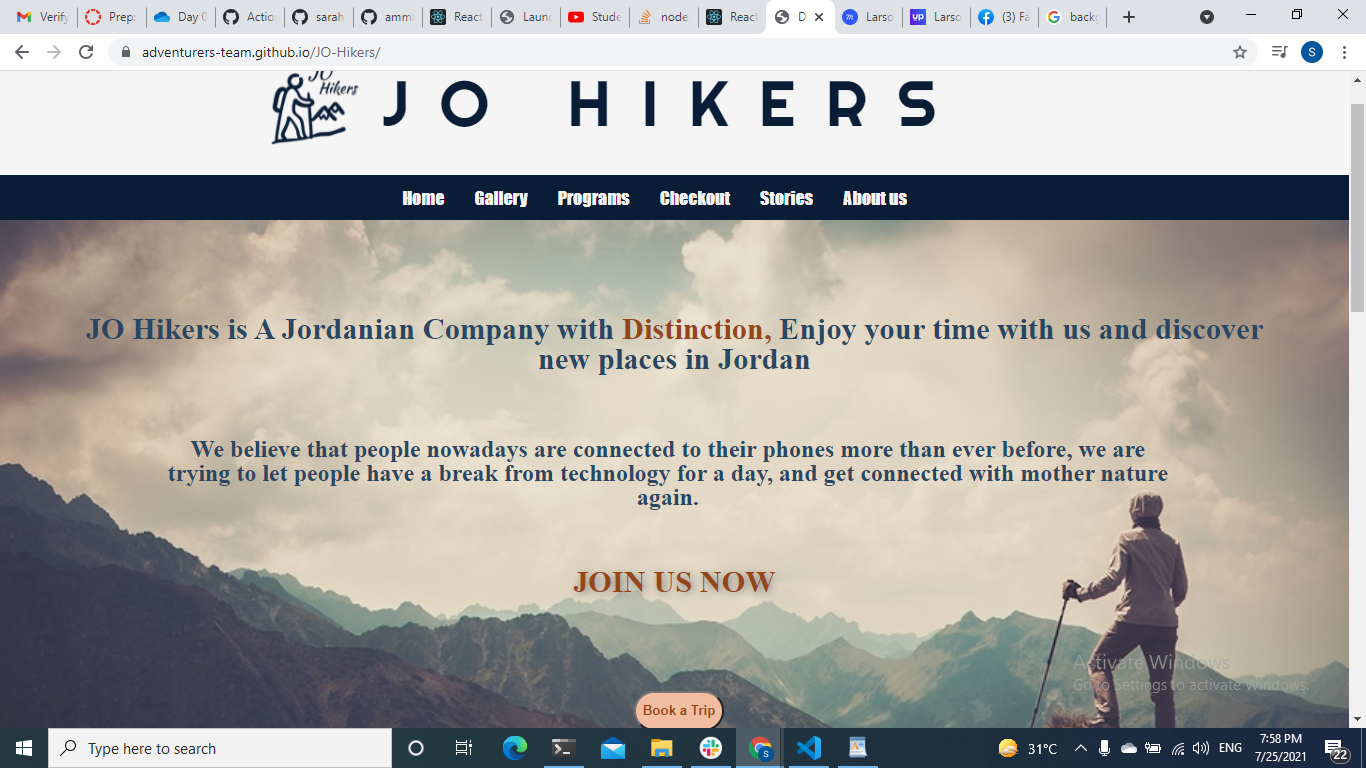 Verify
Prep
Day
Actio
sarah
amm
React
Laun
Stude
node
React
D
Larso
Larso
(3) Fa
back
adventurers-team.github.io/JO-Hikers/
S
JO
Hikers
JO HIKERS
Home Gallery Programs Checkout Stories About us
JO Hikers is A Jordanian Company with Distinction, Enjoy your time with us and discover
new places in Jordan
We believe that people nowadays are connected to their phones more than ever before, we are
trying to let people have a break from technology for a day, and get connected with mother nature
again.
JOIN US NOW
Activate Windows
Go to Settings to activate Windows.
Book a Trip
Type here to search
31°C
ENG
7:58 PM
7/25/2021
22